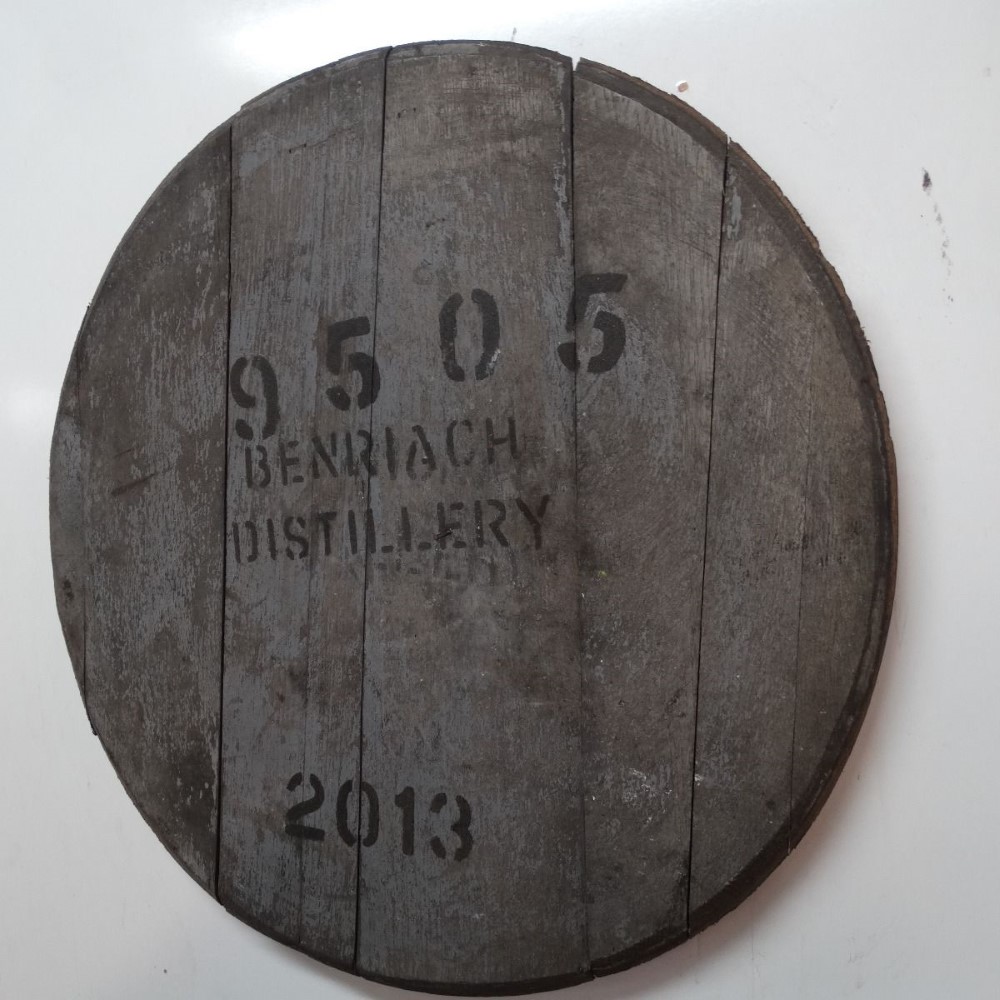 9505
BENRIACH
DISTILLERY
2013